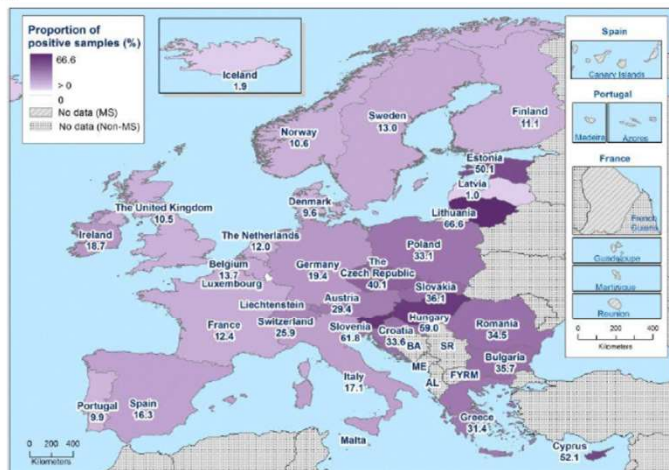 Proportion of
positive samples (%)
66.6
> 0
0
No data (MS)
No data (Non-MS)
Iceland
1.9
Norway
10.6
Sweden
13.0
Finland
11.1
Estonia
50.1
Latvia
1.0
Lithuania
66.6
Denmark
9.6
The United Kingdom
10.5
Ireland
18.7
The Netherlands
12.0
Belgium
13.7
Luxembourg
Germany
19.4
Poland
33.1
The
Czech Republic
40.1
Slovakia
36.1
Liechtenstein
Austria
29.4
Hungary
59.0
France
12.4
Switzerland
25.9
Slovenia
61.8
Croatia
33.6
Romania
34.5
BA
SR
ME
FYRM
AL
Bulgaria
35.7
Italy
17.1
Portugal
9.9
Spain
16.3
Greece
31.4
Malta
Cyprus
52.1
0 200 400
Kilometers
Spain
Canary Islands
Portugal
Madeira
Azores
France
French
Guiana
Guadeloupe
Martinique
Reunion
0 200 400
Kilometers